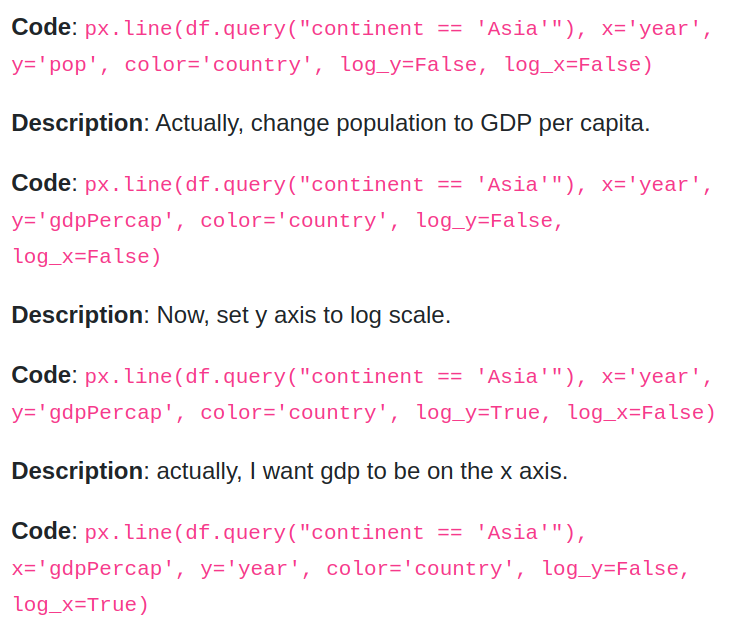 Code: px.line(df.query("continent == 'Asia'"), x='year',
y='pop', color='country', log_y=False, log_x=False)
Description: Actually, change population to GDP per capita.
Code: px.line(df.query("continent == 'Asia'"), x='year',
y='gdpPercap', color='country', log_y=False,
log_x=False)
Description: Now, set y axis to log scale.
Code: px.line(df.query("continent == 'Asia'"), x='year',
y='gdpPercap', color='country', log_y=True, log_x=False)
Description: actually, I want gdp to be on the x axis.
Code: px.line(df.query("continent == 'Asia'"),
x='gdpPercap', y='year', color='country', log_y=False,
log_x=True)